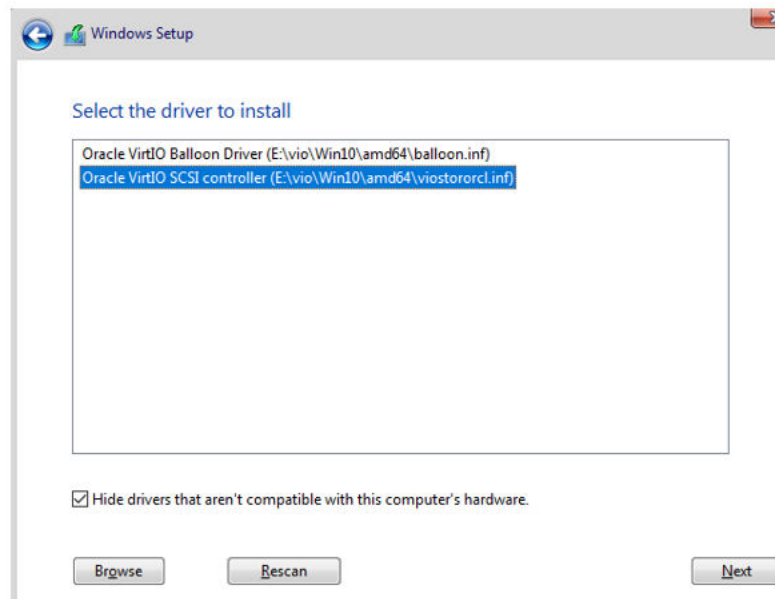 Windows Setup
Select the driver to install
Oracle VirtIO Balloon Driver (E:\vio\Win10\amd64\balloon.inf)
Oracle VirtIO SCSI controller (E:\vio\Win10\amd64\viostororcl.inf)
Hide drivers that aren't compatible with this computer's hardware.
Browse Rescan Next